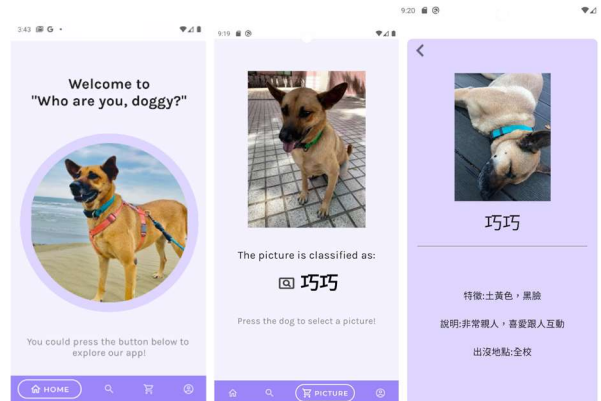 3:43 G
Welcome to
"Who are you, doggy?"
You could press the button below to
explore our app!
HOME
9:19
The picture is classified as:
巧巧
Press the dog to select a picture!
PICTURE
9:20
巧巧
特徵:土黃色，黑臉
說明:非常親人，喜愛跟人互動
出沒地點:全校